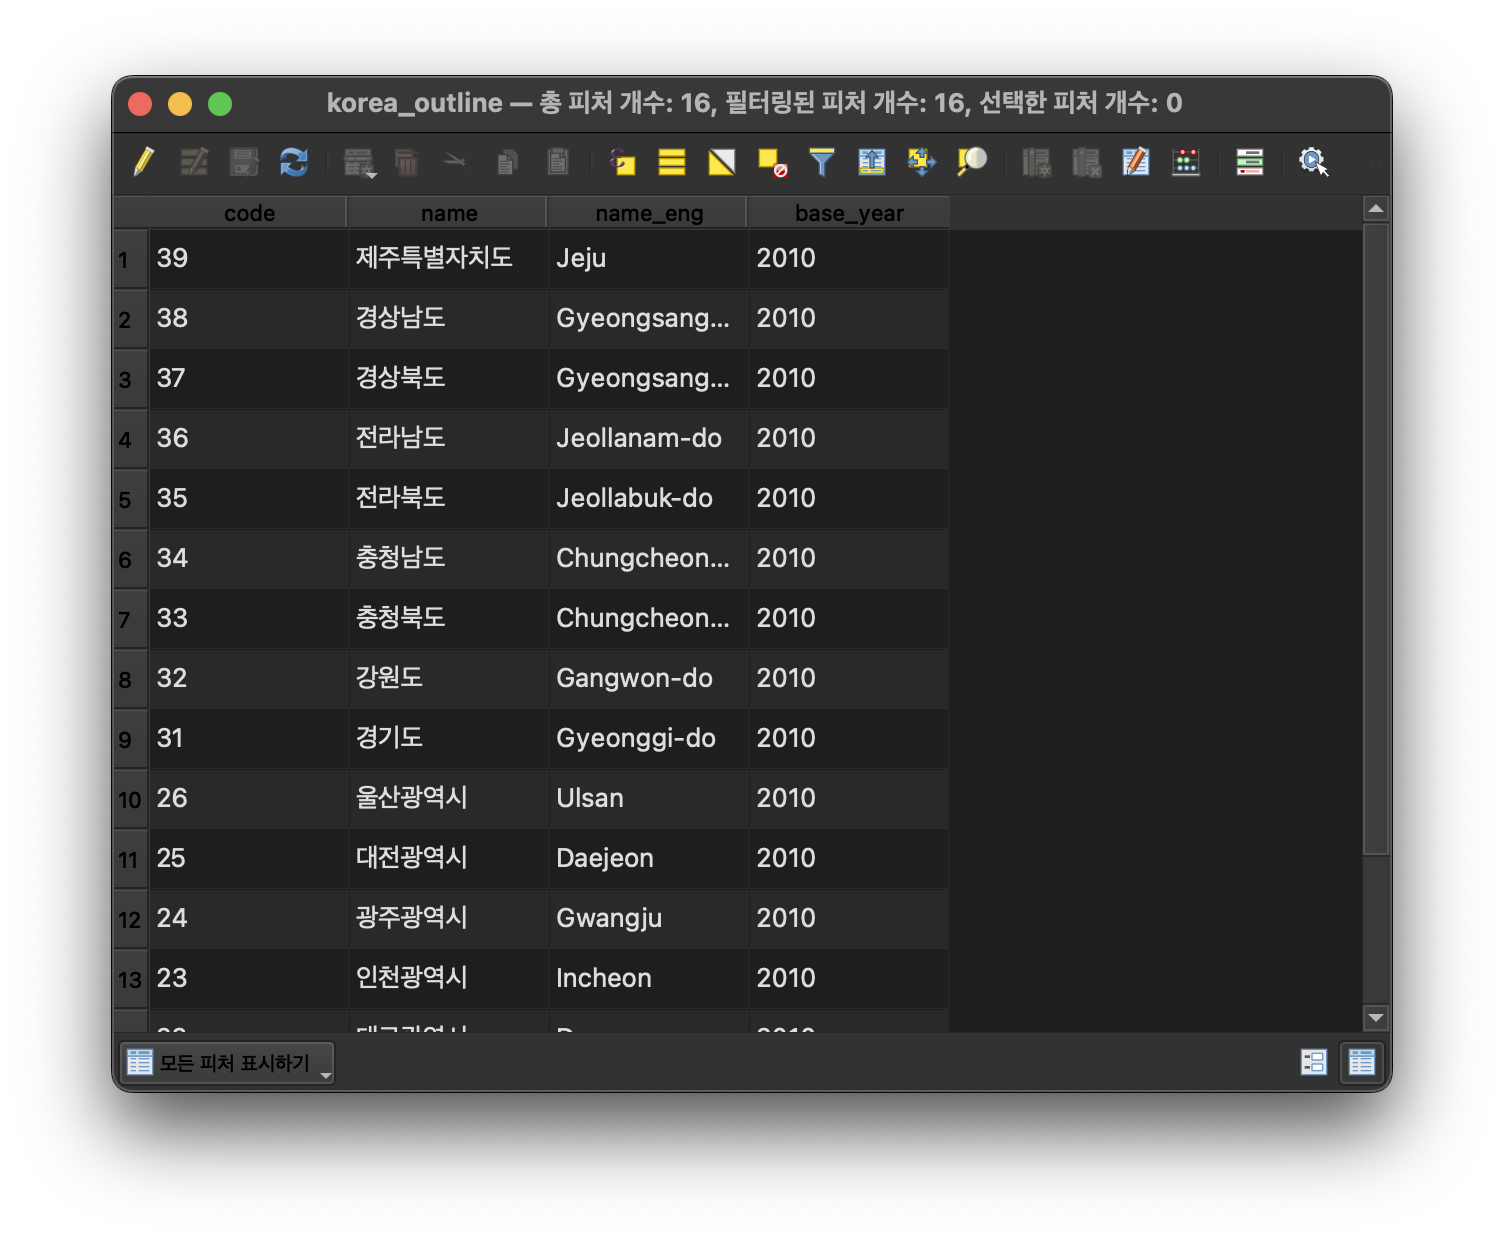 korea_outline — 총 피처 개수: 16, 필터링된 피처 개수: 16, 선택한 피처 개수: 0
code name name_eng base_year
1 39 제주특별자치도 Jeju 2010
2 38 경상남도 Gyeongsang... 2010
3 37 경상북도 Gyeongsang... 2010
4 36 전라남도 Jeollanam-do 2010
5 35 전라북도 Jeollabuk-do 2010
6 34 충청남도 Chungcheon... 2010
7 33 충청북도 Chungcheon... 2010
8 32 강원도 Gangwon-do 2010
9 31 경기도 Gyeonggi-do 2010
10 26 울산광역시 Ulsan 2010
11 25 대전광역시 Daejeon 2010
12 24 광주광역시 Gwangju 2010
13 23 인천광역시 Incheon 2010
모든 피처 표시하기